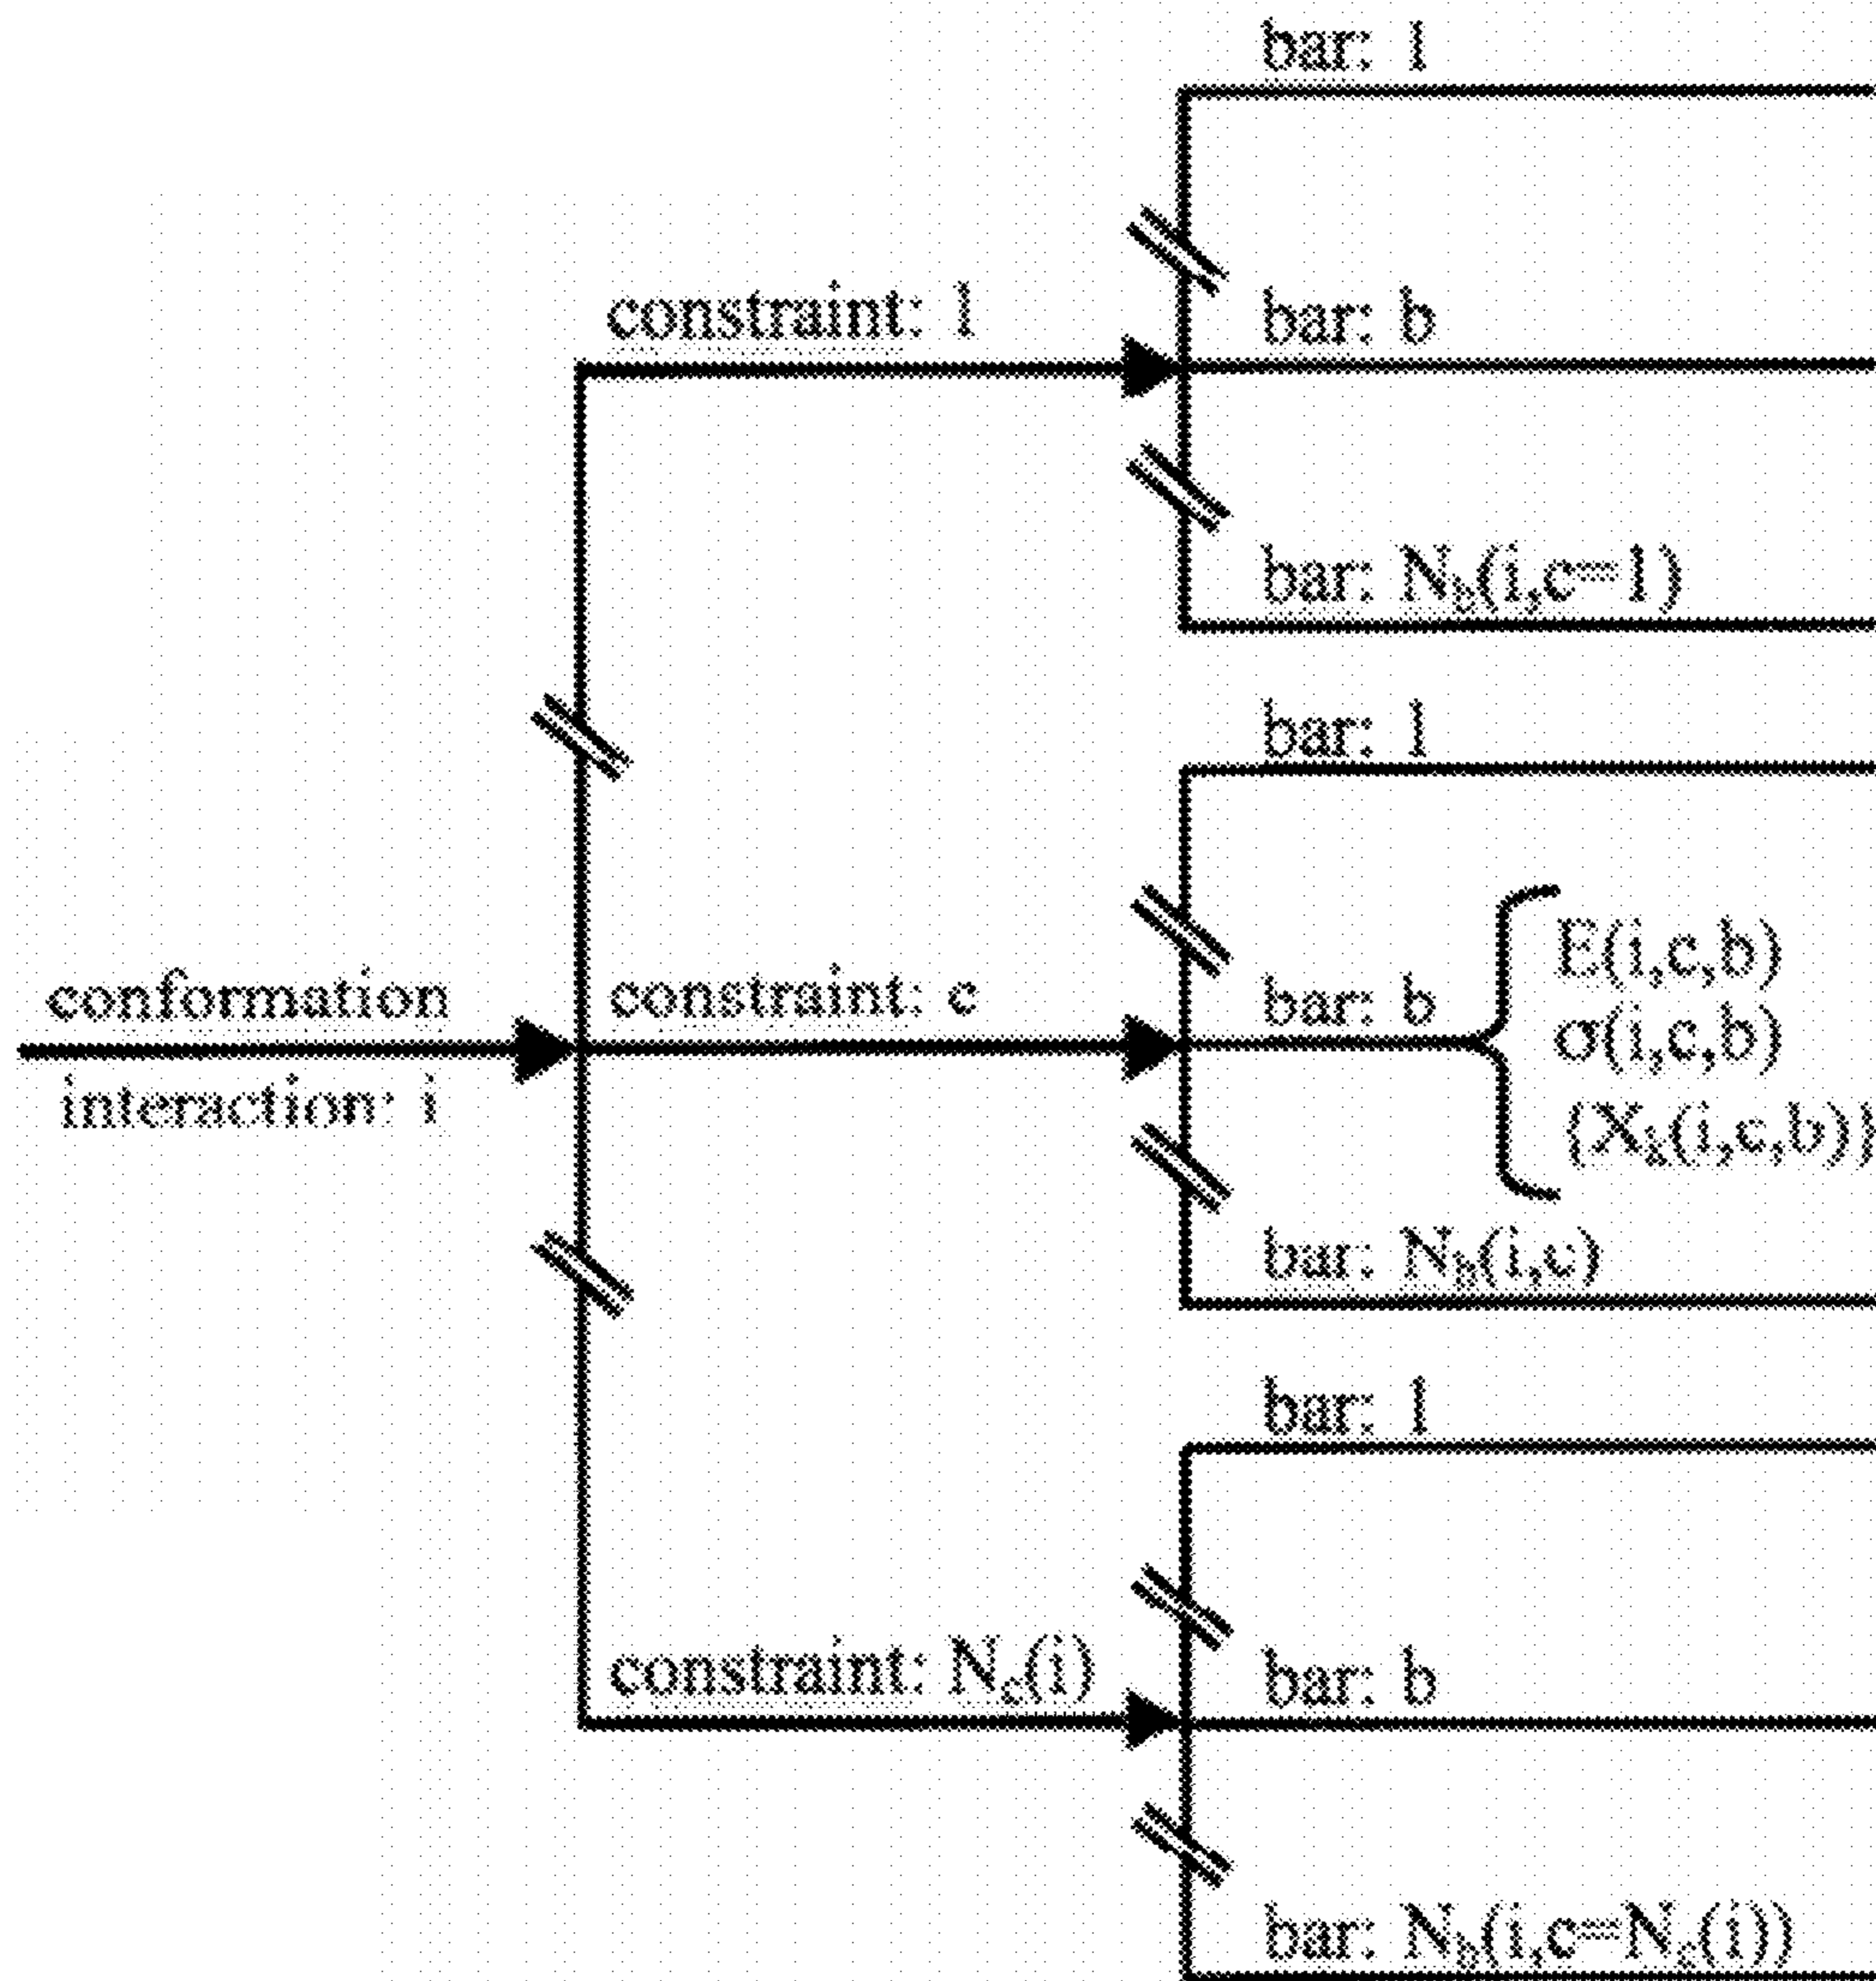 bar: 1
constraint: 1
bar: b
bar: N_b(i,c=1)
bar: 1
conformation
interaction: i
constraint: c
bar: b
E(i,c,b)
σ(i,c,b)
{X_k(i,c,b)}
bar: N_b(i,c)
bar: 1
constraint: N_c(i)
bar: b
bar: N_b(i,c=N_c(i))